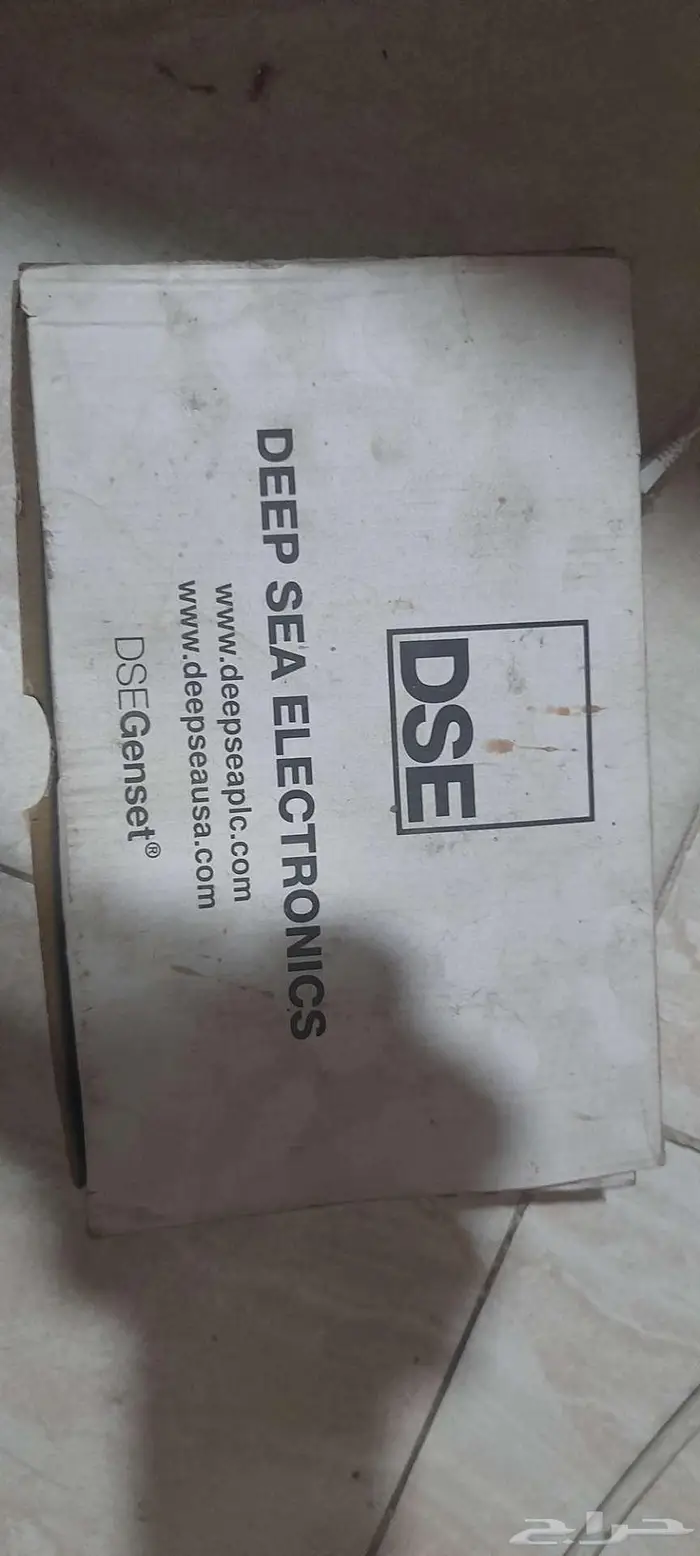 DSE
DEEP SEA ELECTRONICS
www.deepseaplc.com
www.deepseausa.com
DSEGenset®
حراج